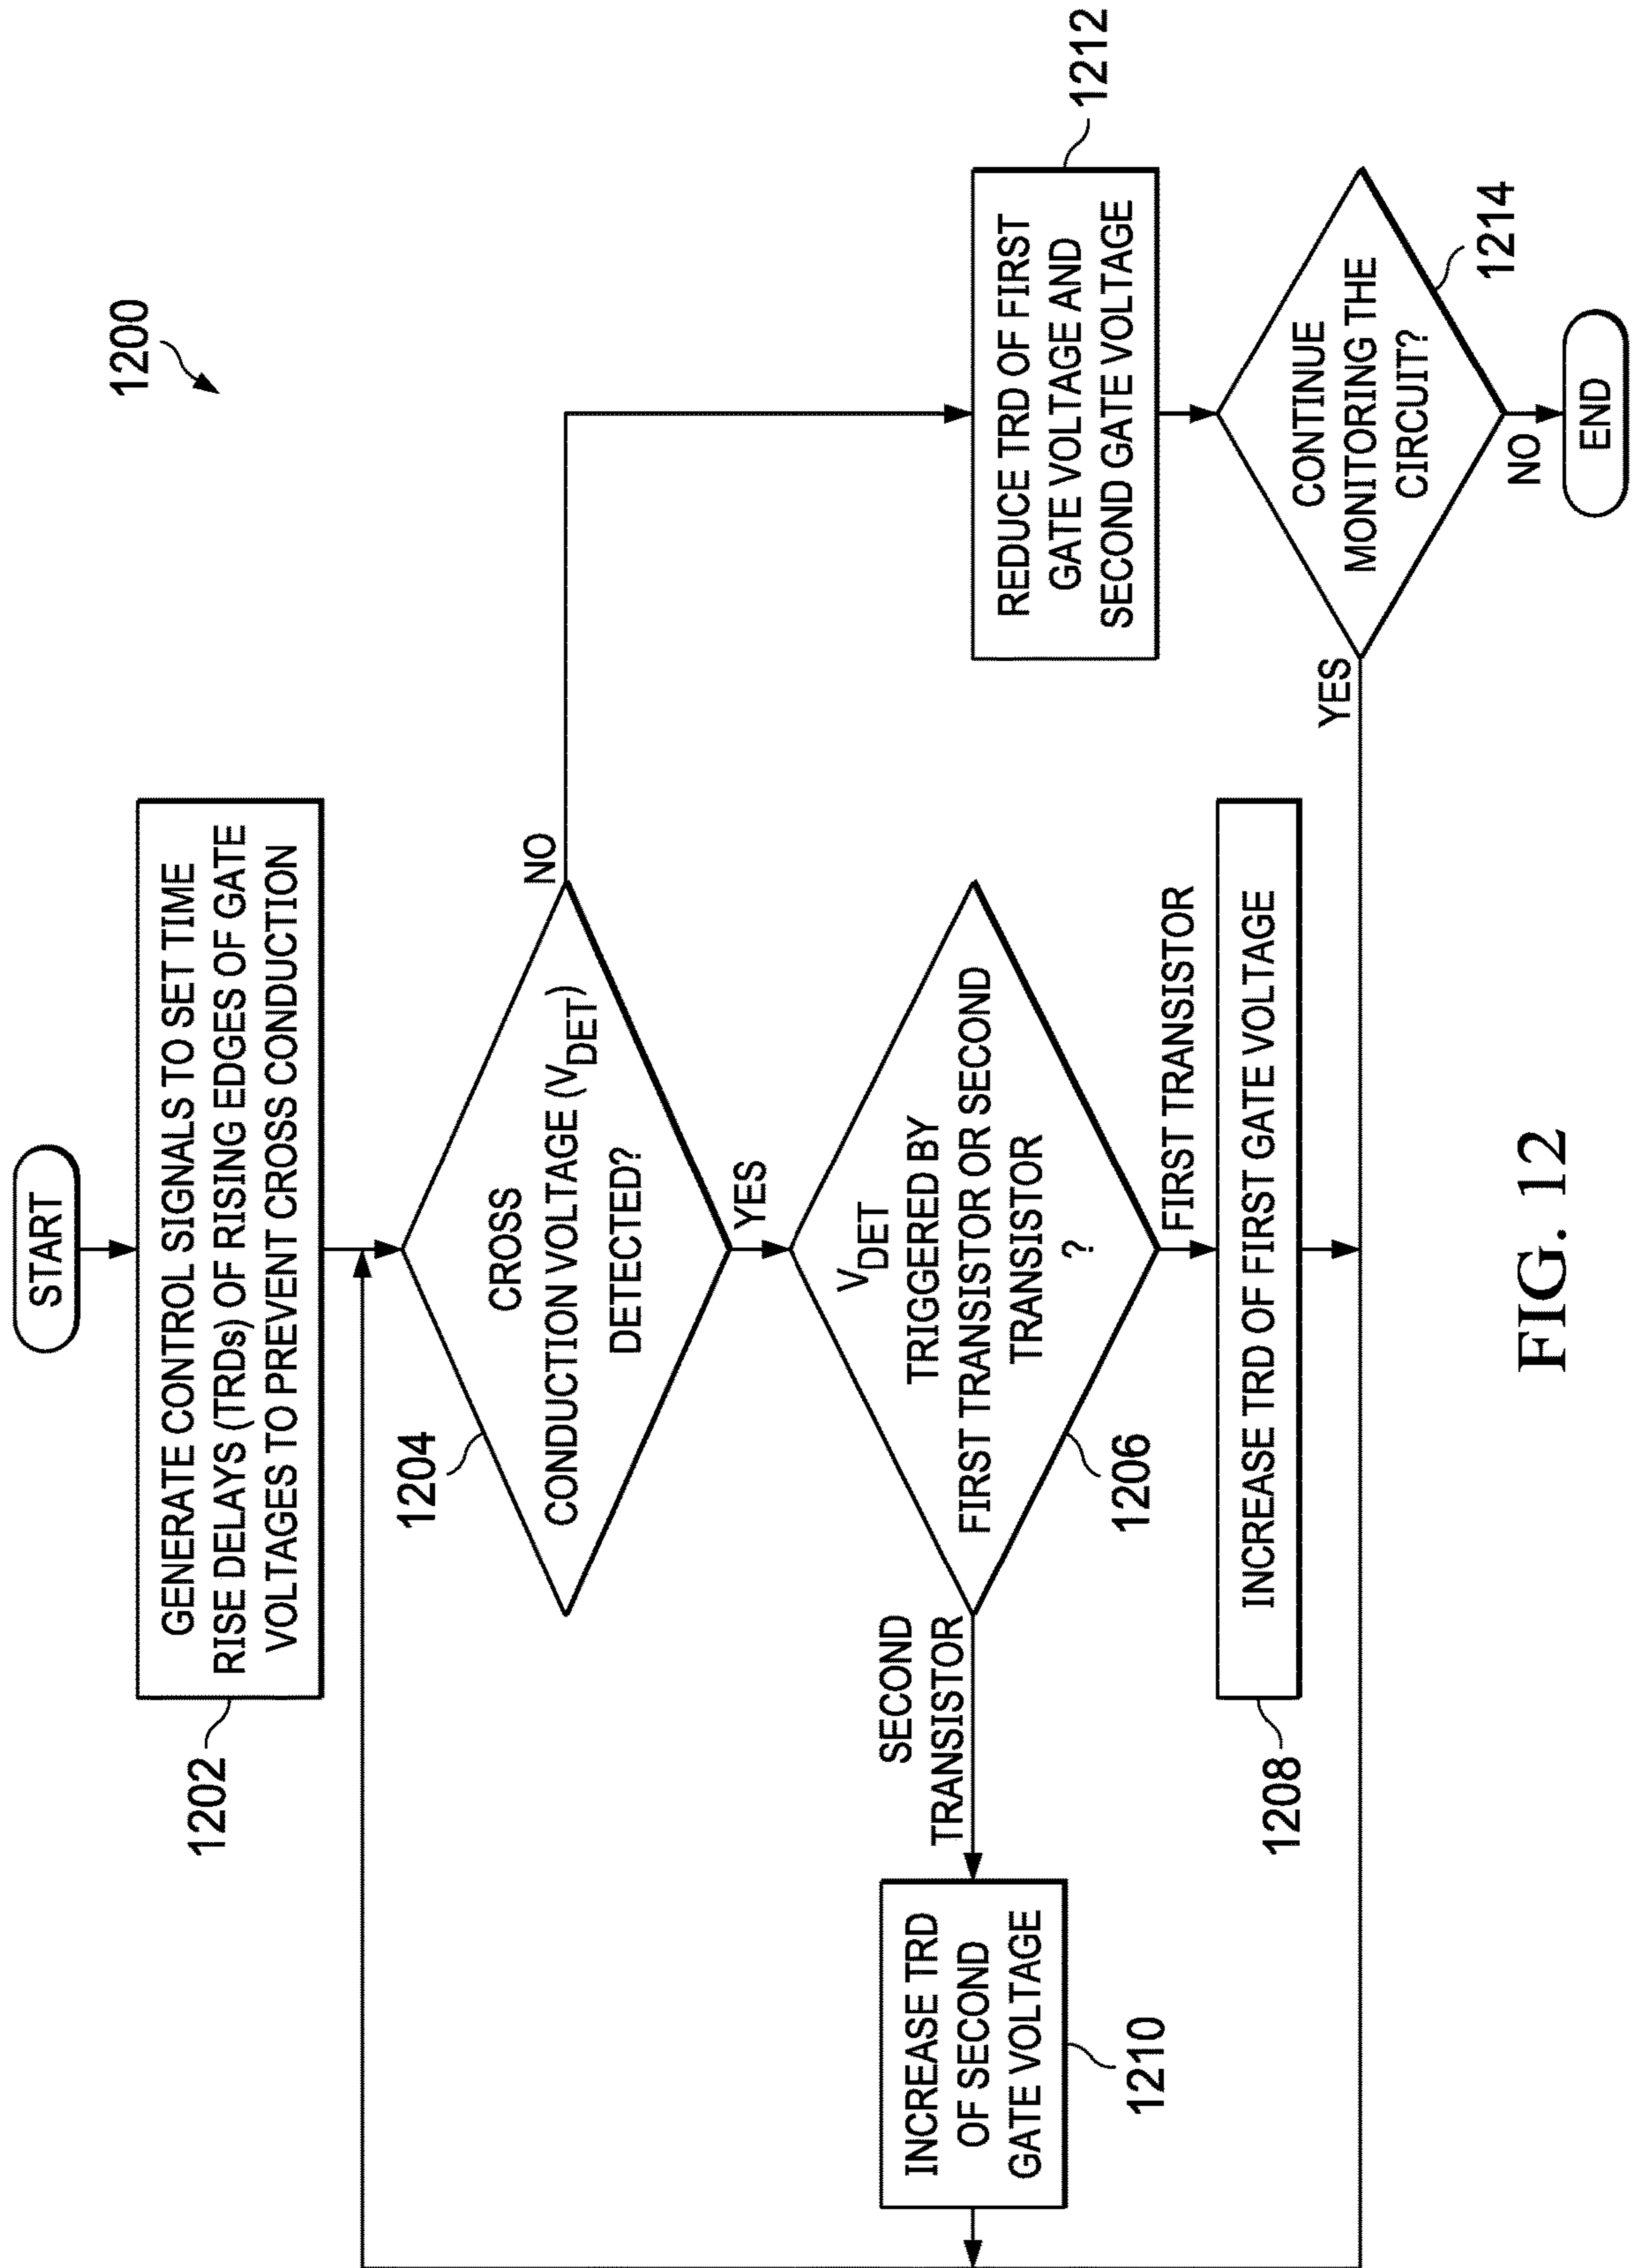 1200
START
GENERATE CONTROL SIGNALS TO SET TIME
RISE DELAYS (TRDs) OF RISING EDGES OF GATE
VOLTAGES TO PREVENT CROSS CONDUCTION
1202
CROSS
CONDUCTION VOLTAGE (VDET)
DETECTED?
1204
NO
YES
VDET
TRIGGERED BY
FIRST TRANSISTOR OR SECOND
TRANSISTOR
?
1206
SECOND
TRANSISTOR
FIRST TRANSISTOR
INCREASE TRD
OF SECOND
GATE VOLTAGE
1210
INCREASE TRD OF FIRST GATE VOLTAGE
1208
REDUCE TRD OF FIRST
GATE VOLTAGE AND
SECOND GATE VOLTAGE
1212
CONTINUE
MONITORING THE
CIRCUIT?
1214
YES
NO
END
FIG. 12